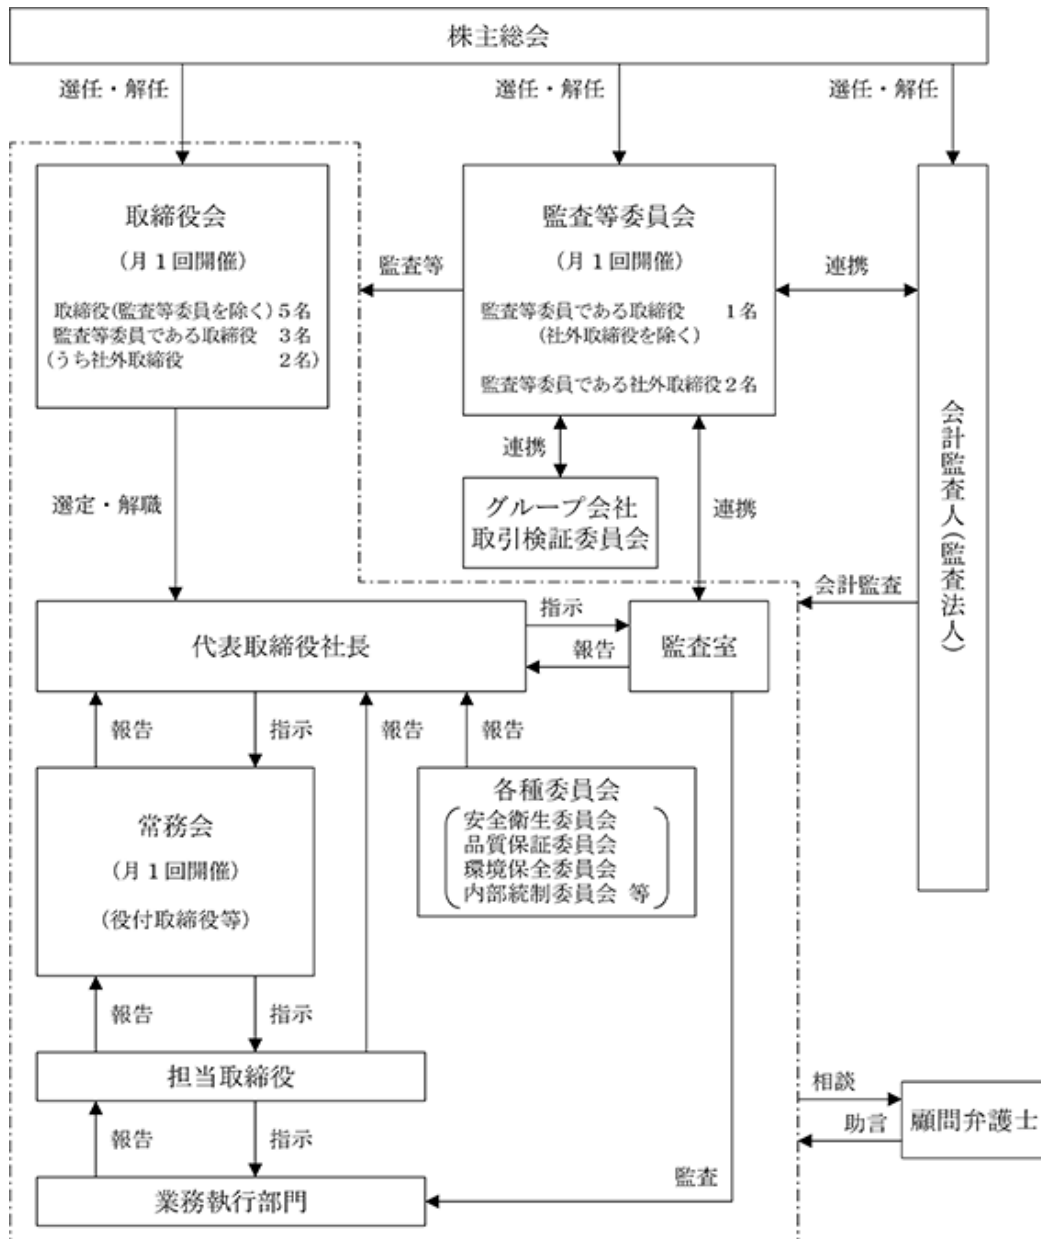 株主総会
選任・解任
選任・解任
選任・解任
取締役会
(月1回開催)
取締役(監査等委員を除く)5名
監査等委員である取締役 3名
(うち社外取締役 2名)
監査等
監査等委員会
(月1回開催)
監査等委員である取締役 1名
(社外取締役を除く)
監査等委員である社外取締役2名
連携
会計監査人(監査法人)
連携
グループ会社
取引検証委員会
連携
選定・解職
会計監査
代表取締役社長
指示
報告
監査室
報告
指示
報告
報告
常務会
(月1回開催)
(役付取締役等)
各種委員会
安全衛生委員会
品質保証委員会
環境保全委員会
内部統制委員会 等
報告
指示
担当取締役
相談
助言
顧問弁護士
報告
指示
監査
業務執行部門